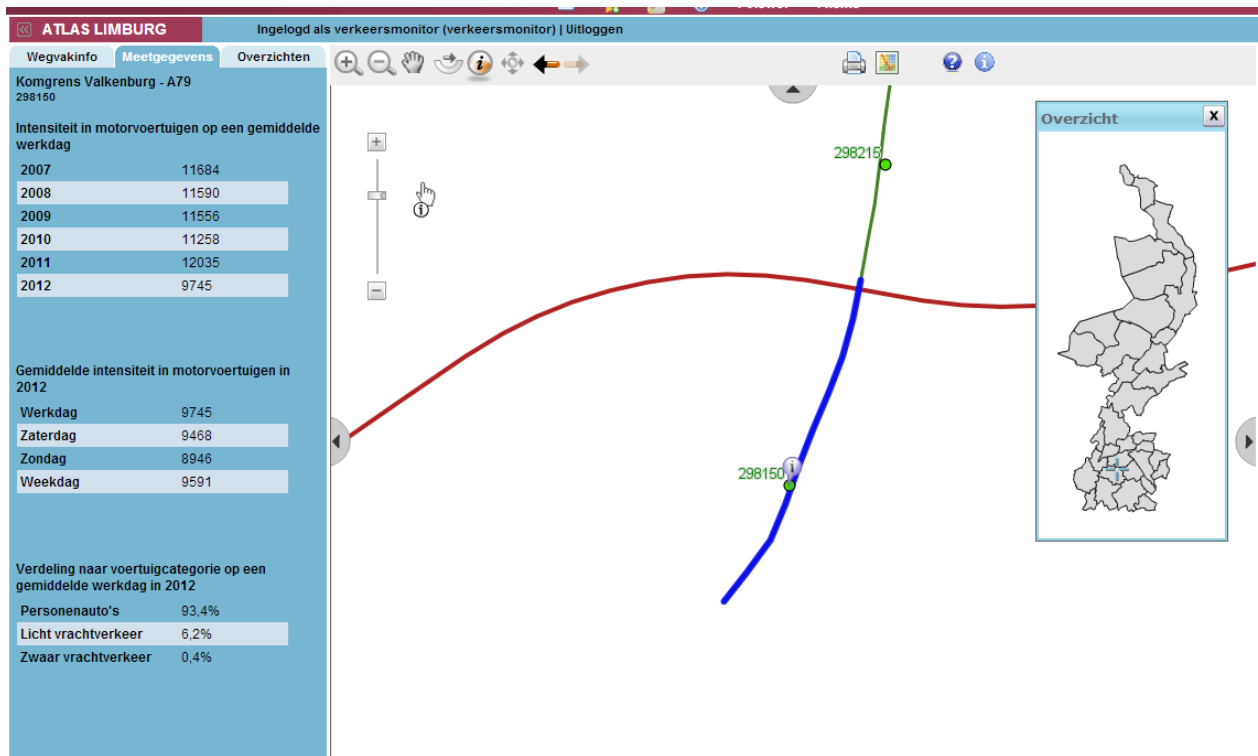 ATLAS LIMBURG
Ingelogd als verkeersmonitor (verkeersmonitor) | Uitloggen
Wegvakinfo Meetgegevens Overzichten
Komgrens Valkenburg - A79
298150
Intensiteit in motorvoertuigen op een gemiddelde
werkdag
2007 11684
2008 11590
2009 11556
2010 11258
2011 12035
2012 9745
Gemiddelde intensiteit in motorvoertuigen in
2012
Werkdag 9745
Zaterdag 9468
Zondag 8946
Weekdag 9591
Verdeling naar voertuigcategorie op een
gemiddelde werkdag in 2012
Personenauto's 93,4%
Licht vrachtverkeer 6,2%
Zwaar vrachtverkeer 0,4%
298215
298150
Overzicht